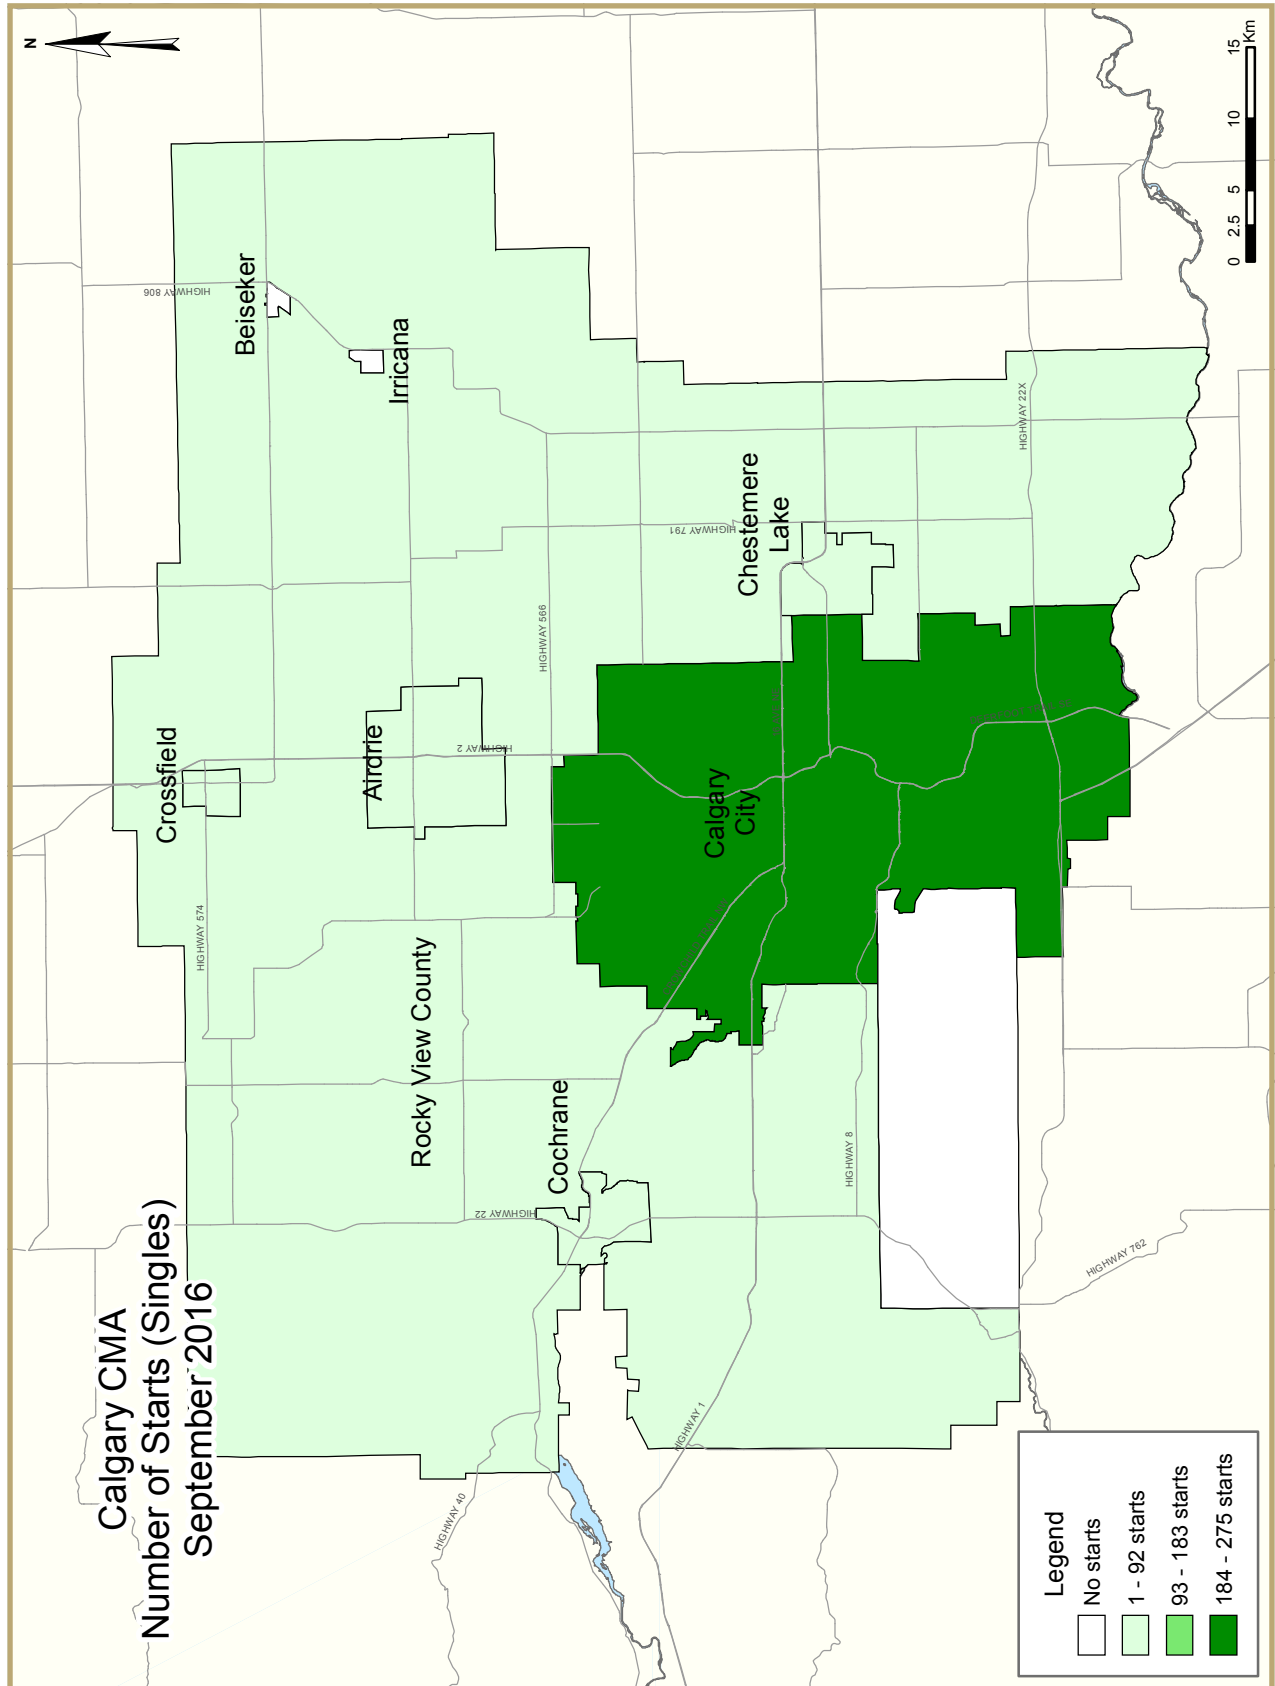 Calgary CMA
Number of Starts (Singles)
September 2016
N
Crossfield
Beiseker
Irricana
Airdrie
Rocky View County
Cochrane
Calgary
City
Chestemere
Lake
HIGHWAY 806
HIGHWAY 574
HIGHWAY 2
HIGHWAY 566
HIGHWAY 791
HIGHWAY 22
HIGHWAY 22X
HIGHWAY 8
HIGHWAY 1
HIGHWAY 40
HIGHWAY 762
Legend
No starts
1 - 92 starts
93 - 183 starts
184 - 275 starts
0 2.5 5 10 15
Km